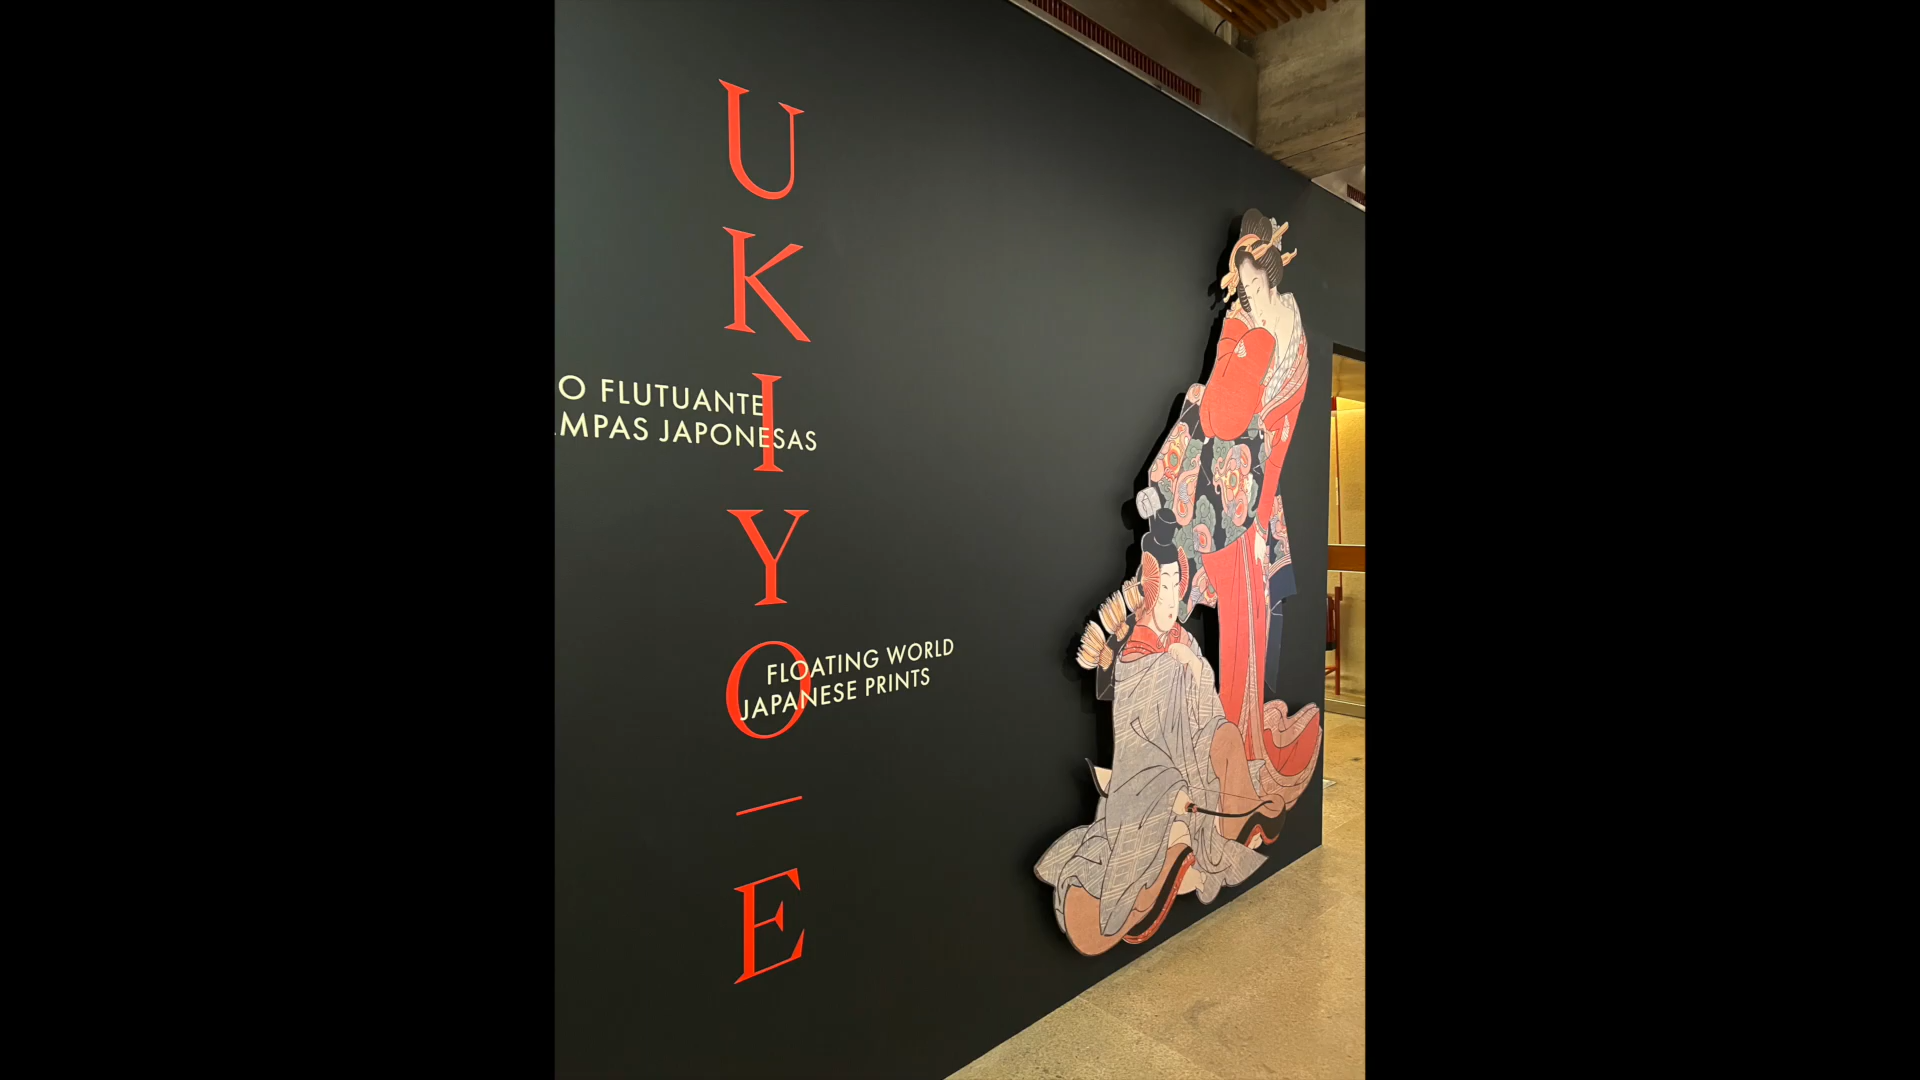 UKIYO-E
O FLUTUANTE
MPAS JAPONESAS
FLOATING WORLD
JAPANESE PRINTS